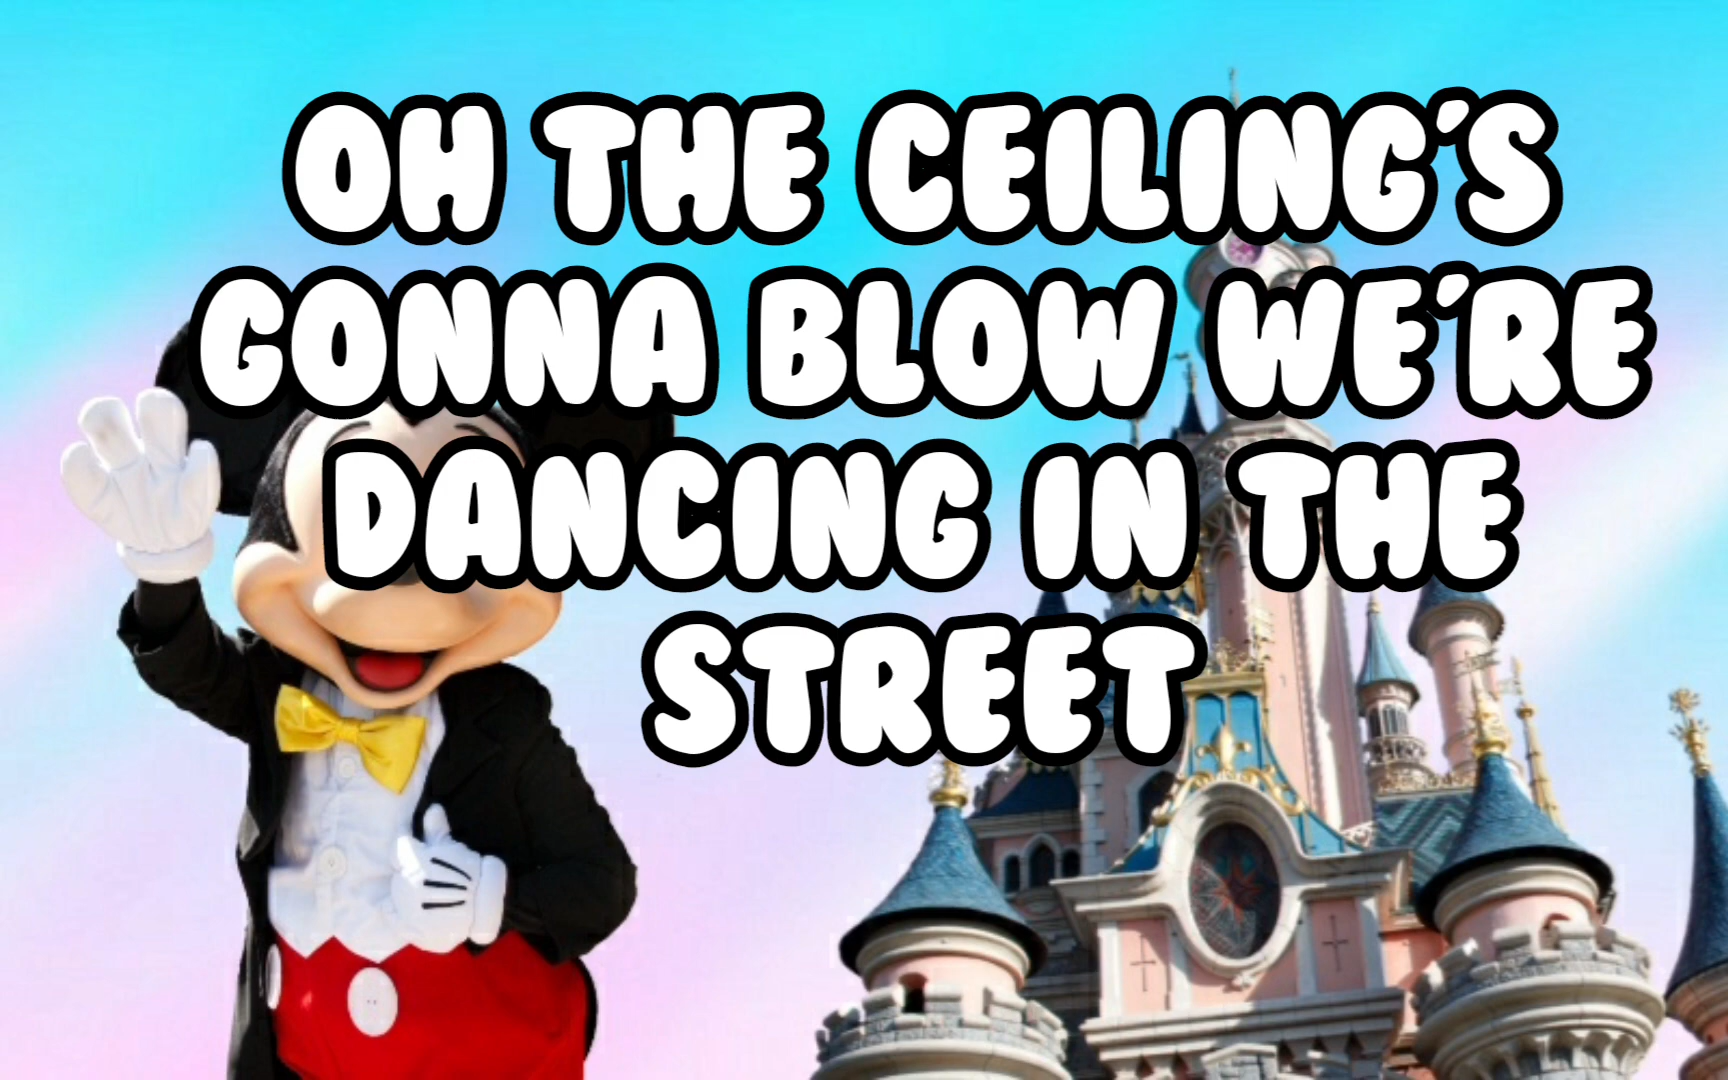 OH THE CEILING'S
GONNA BLOW WE'RE
DANCING IN THE
STREET